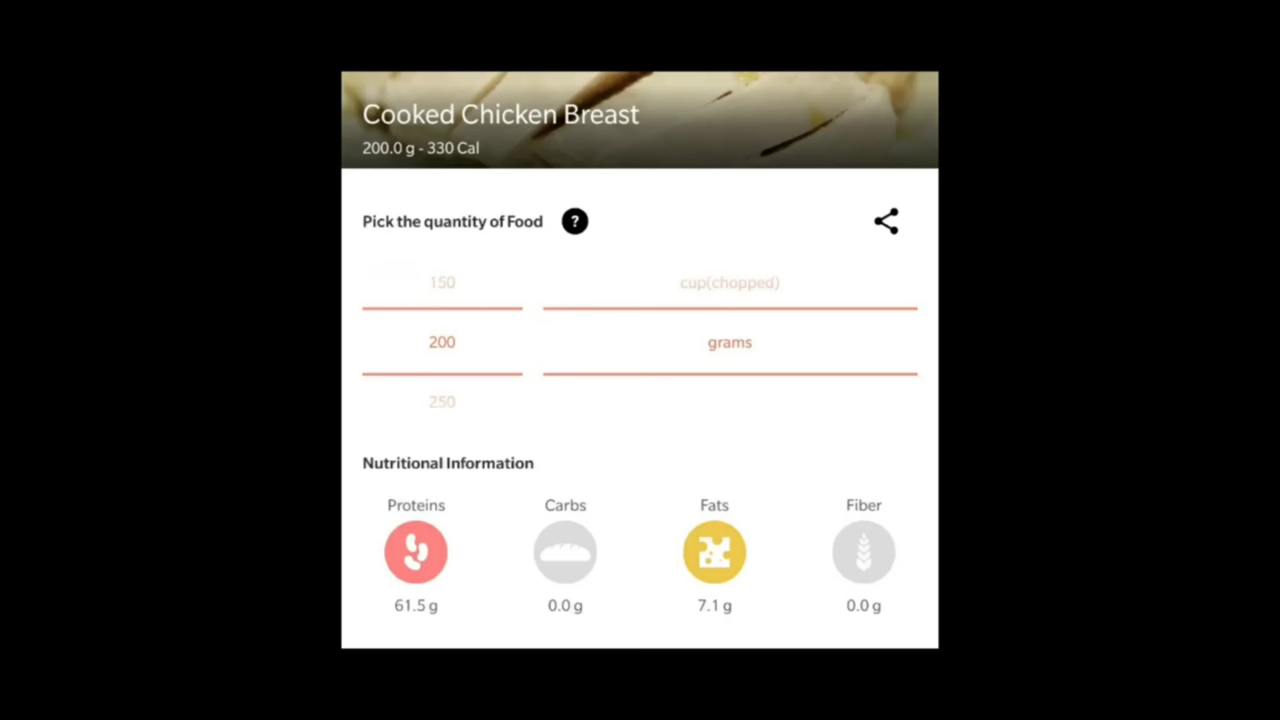 Cooked Chicken Breast
200.0 g - 330 Cal
Pick the quantity of Food ?
150 cup(chopped)
200 grams
250
Nutritional Information
Proteins Carbs Fats Fiber
61.5 g 0.0 g 7.1 g 0.0 g